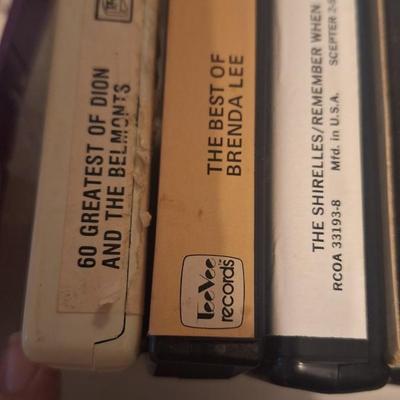 60 GREATEST OF DION
AND THE BELMONTS
THE BEST OF
BRENDA LEE
TeeVee
records
THE SHIRELLES/REMEMBER WHEN
RCOA 33193-8 Mfd. in U.S.A. SCEPTER